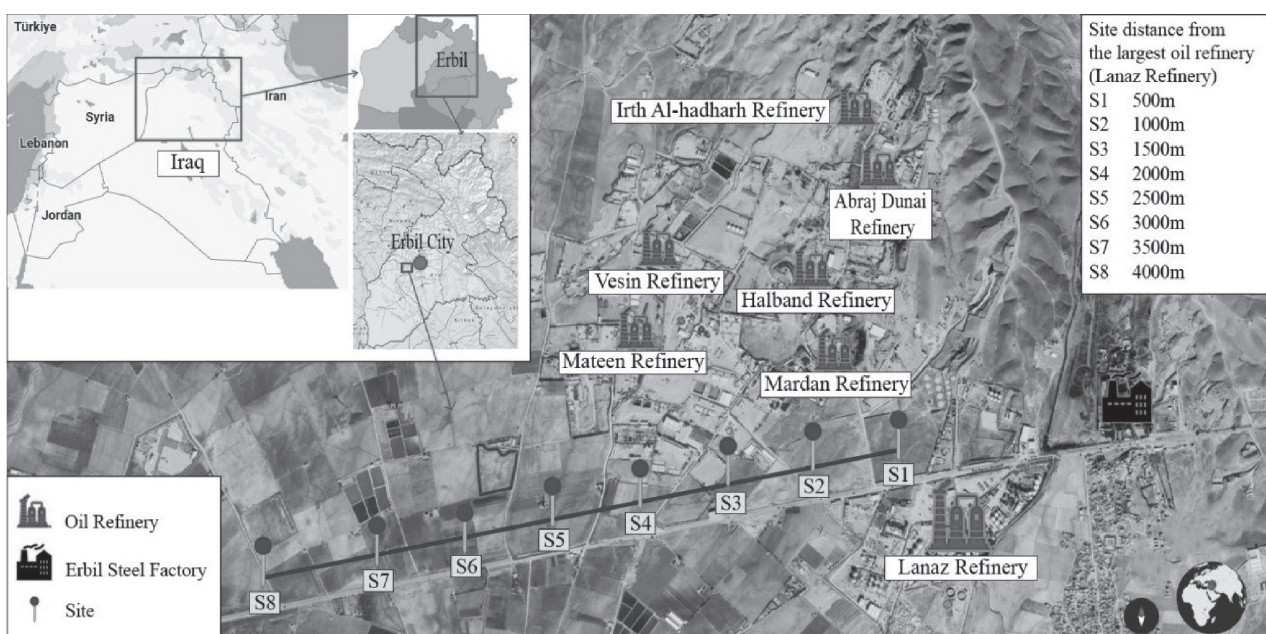 Türkiye
Syria
Iran
Lebanon
Iraq
Jordan
Erbil
Erbil City
Irth Al-hadharh Refinery
Abraj Dunai
Refinery
Vesin Refinery
Halband Refinery
Mateen Refinery
Mardan Refinery
Lanaz Refinery
S1
S2
S3
S4
S5
S6
S7
S8
Site distance from
the largest oil refinery
(Lanaz Refinery)
S1 500m
S2 1000m
S3 1500m
S4 2000m
S5 2500m
S6 3000m
S7 3500m
S8 4000m
Oil Refinery
Erbil Steel Factory
Site